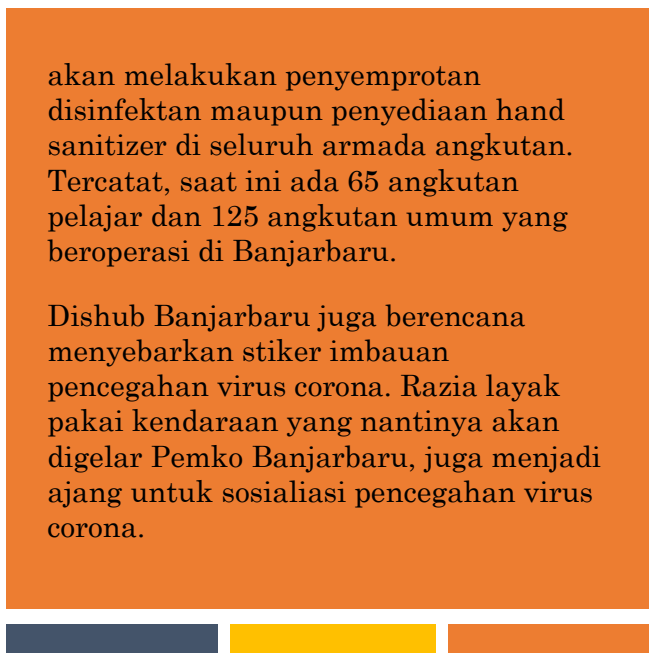 akan melakukan penyemprotan
disinfektan maupun penyediaan hand
sanitizer di seluruh armada angkutan.
Tercatat, saat ini ada 65 angkutan
pelajar dan 125 angkutan umum yang
beroperasi di Banjarbaru.
Dishub Banjarbaru juga berencana
menyebarkan stiker imbauan
pencegahan virus corona. Razia layak
pakai kendaraan yang nantinya akan
digelar Pemko Banjarbaru, juga menjadi
ajang untuk sosialiasi pencegahan virus
corona.